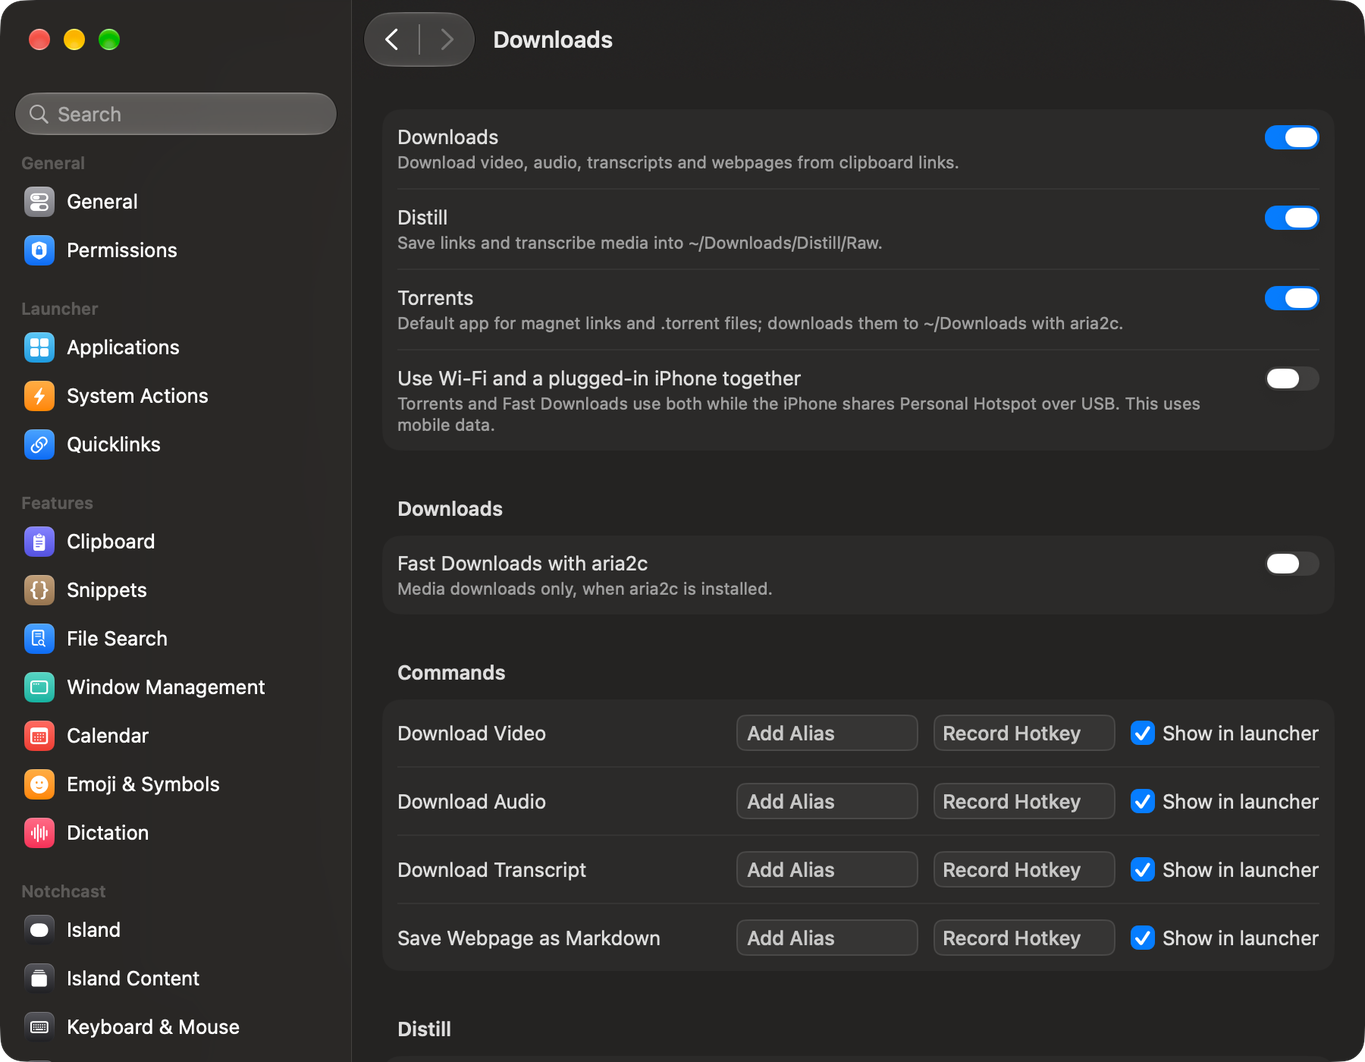 Downloads
Search
General
General
Permissions
Launcher
Applications
System Actions
Quicklinks
Features
Clipboard
Snippets
File Search
Window Management
Calendar
Emoji & Symbols
Dictation
Notchcast
Island
Island Content
Keyboard & Mouse
Downloads
Download video, audio, transcripts and webpages from clipboard links.
Distill
Save links and transcribe media into ~/Downloads/Distill/Raw.
Torrents
Default app for magnet links and .torrent files; downloads them to ~/Downloads with aria2c.
Use Wi-Fi and a plugged-in iPhone together
Torrents and Fast Downloads use both while the iPhone shares Personal Hotspot over USB. This uses
mobile data.
Downloads
Fast Downloads with aria2c
Media downloads only, when aria2c is installed.
Commands
Download Video Add Alias Record Hotkey Show in launcher
Download Audio Add Alias Record Hotkey Show in launcher
Download Transcript Add Alias Record Hotkey Show in launcher
Save Webpage as Markdown Add Alias Record Hotkey Show in launcher
Distill